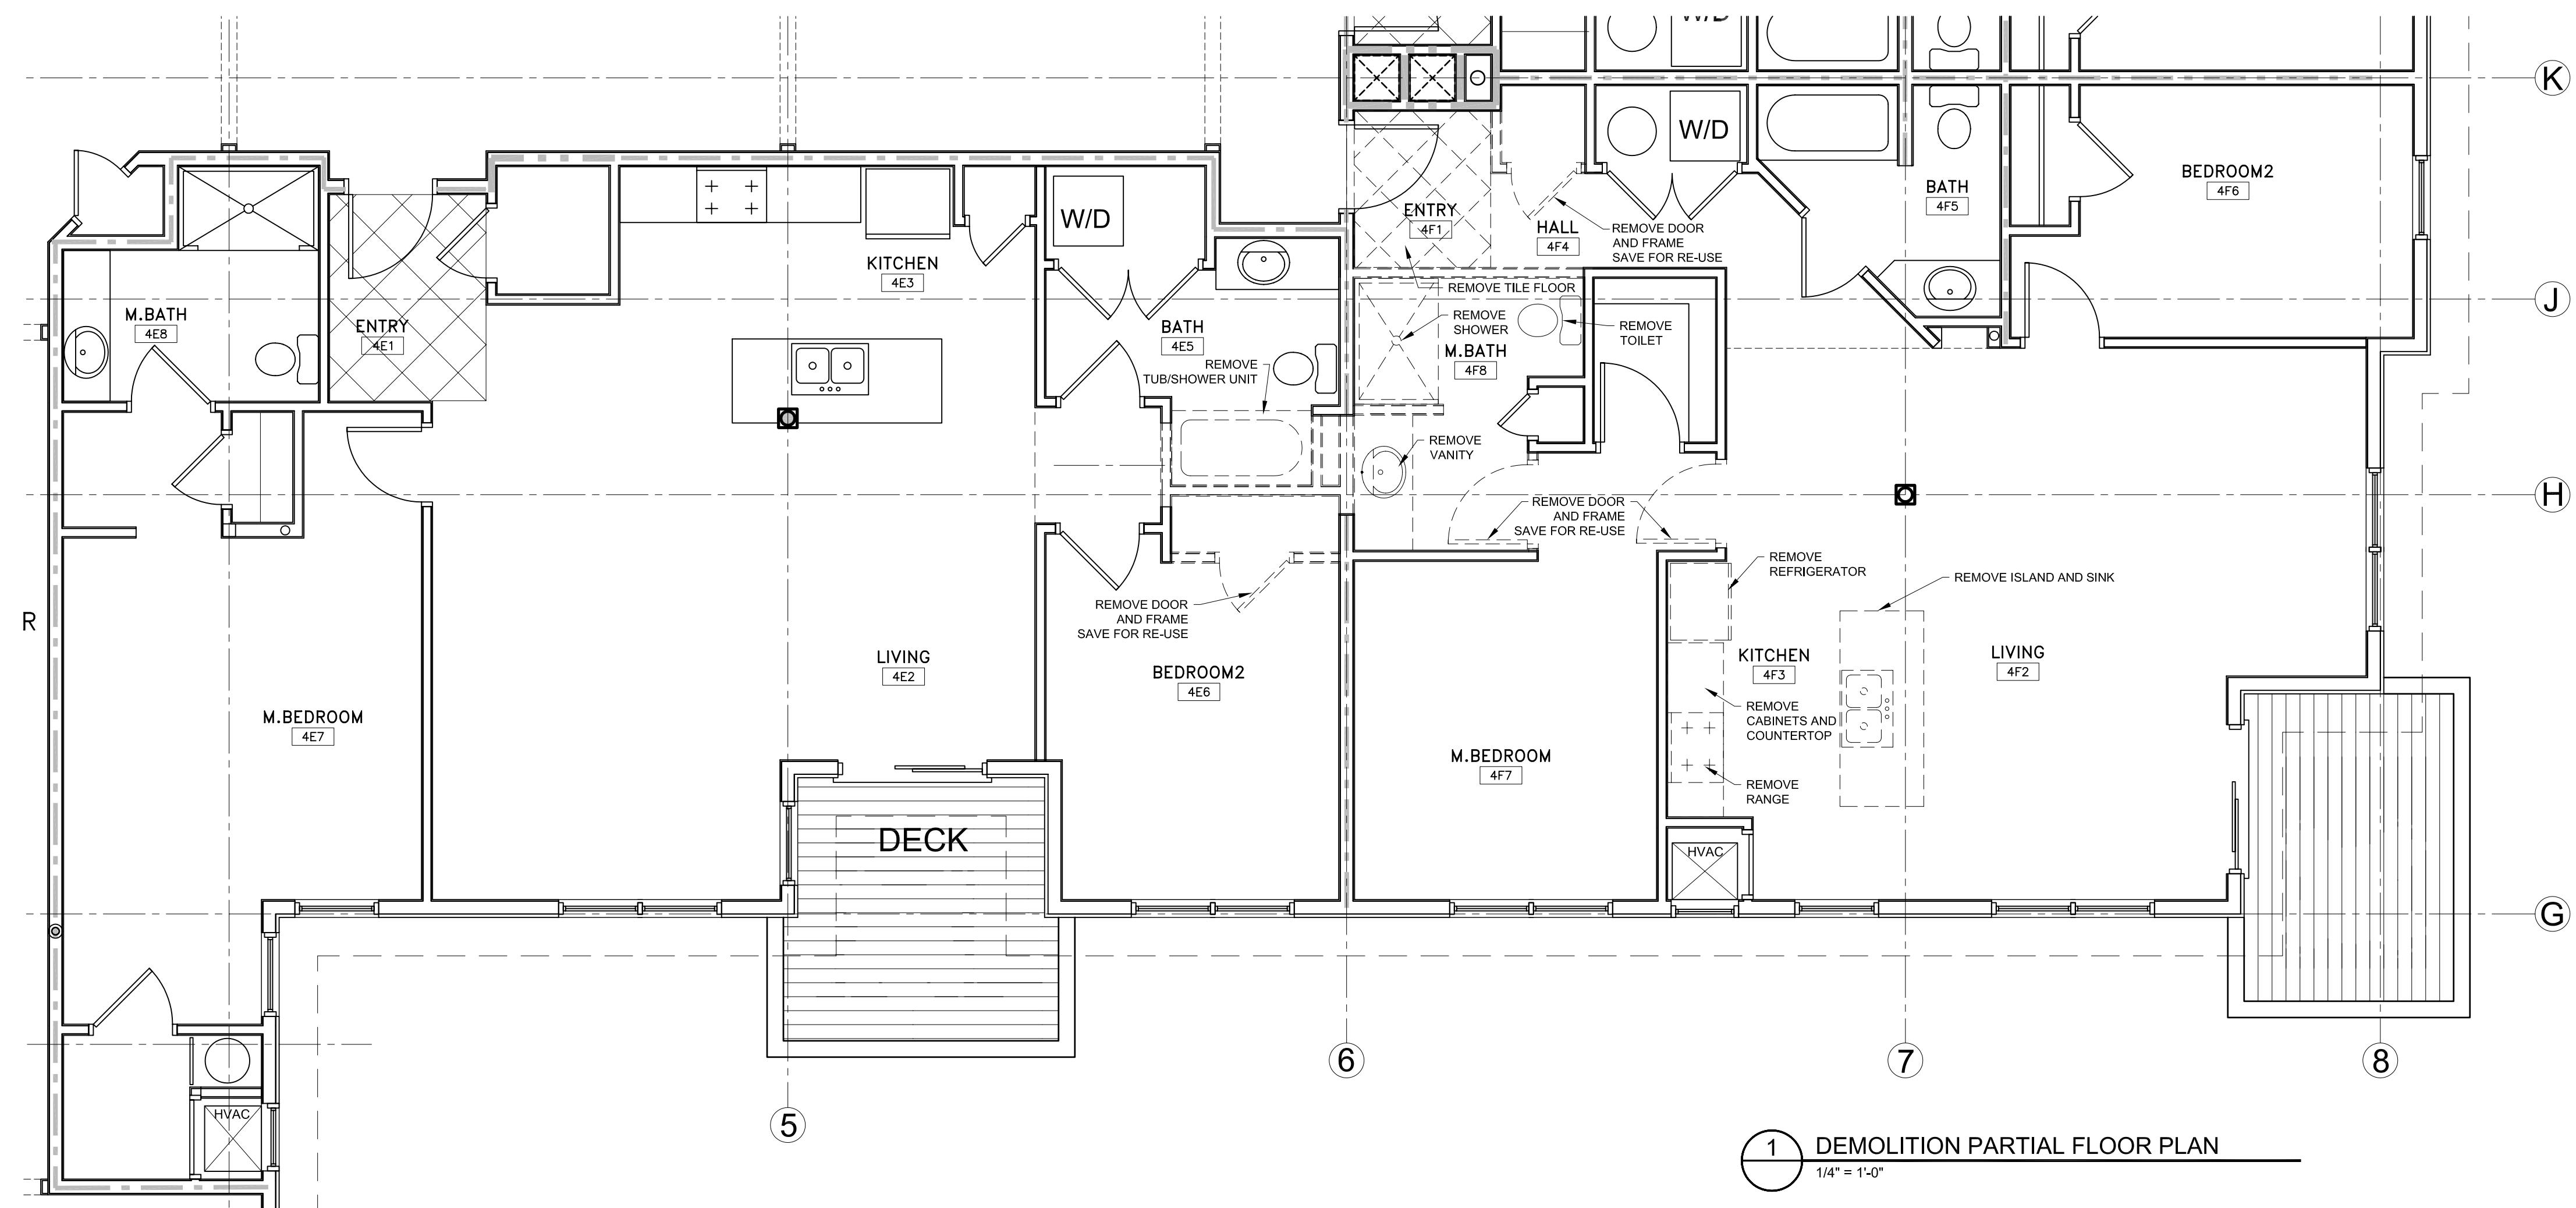 W/D
K
W/D
BEDROOM2
4F6
BATH
4F5
W/D
ENTRY
4F1
HALL
4F4
REMOVE DOOR
AND FRAME
SAVE FOR RE-USE
KITCHEN
4E3
REMOVE TILE FLOOR
J
M.BATH
4E8
ENTRY
4E1
BATH
4E5
REMOVE
SHOWER
REMOVE
TOILET
M.BATH
4F8
REMOVE
TUB/SHOWER UNIT
REMOVE
VANITY
H
REMOVE DOOR
AND FRAME
SAVE FOR RE-USE
REMOVE
REFRIGERATOR
REMOVE ISLAND AND SINK
REMOVE DOOR
AND FRAME
SAVE FOR RE-USE
R
LIVING
4E2
BEDROOM2
4E6
KITCHEN
4F3
LIVING
4F2
M.BEDROOM
4E7
REMOVE
CABINETS AND
COUNTERTOP
M.BEDROOM
4F7
REMOVE
RANGE
DECK
HVAC
G
6
7
8
HVAC
5
1
DEMOLITION PARTIAL FLOOR PLAN
1/4" = 1'-0"